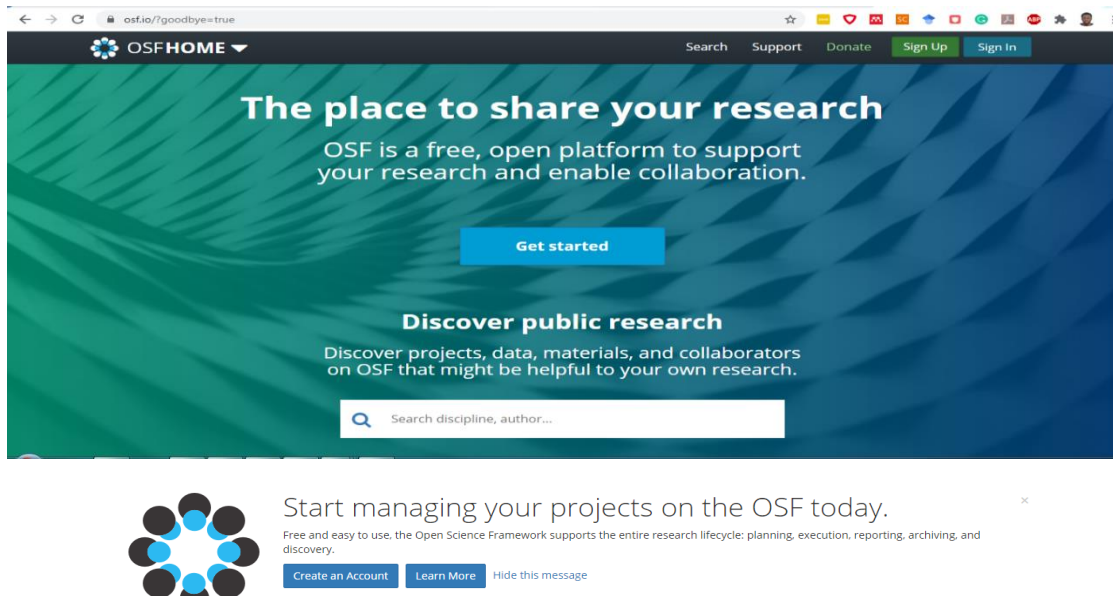 osf.io/?goodbye=true
OSFHOME
Search Support Donate Sign Up Sign In
The place to share your research
OSF is a free, open platform to support
your research and enable collaboration.
Get started
Discover public research
Discover projects, data, materials, and collaborators
on OSF that might be helpful to your own research.
Search discipline, author...
Start managing your projects on the OSF today.
×
Free and easy to use, the Open Science Framework supports the entire research lifecycle: planning, execution, reporting, archiving, and
discovery.
Create an Account Learn More Hide this message